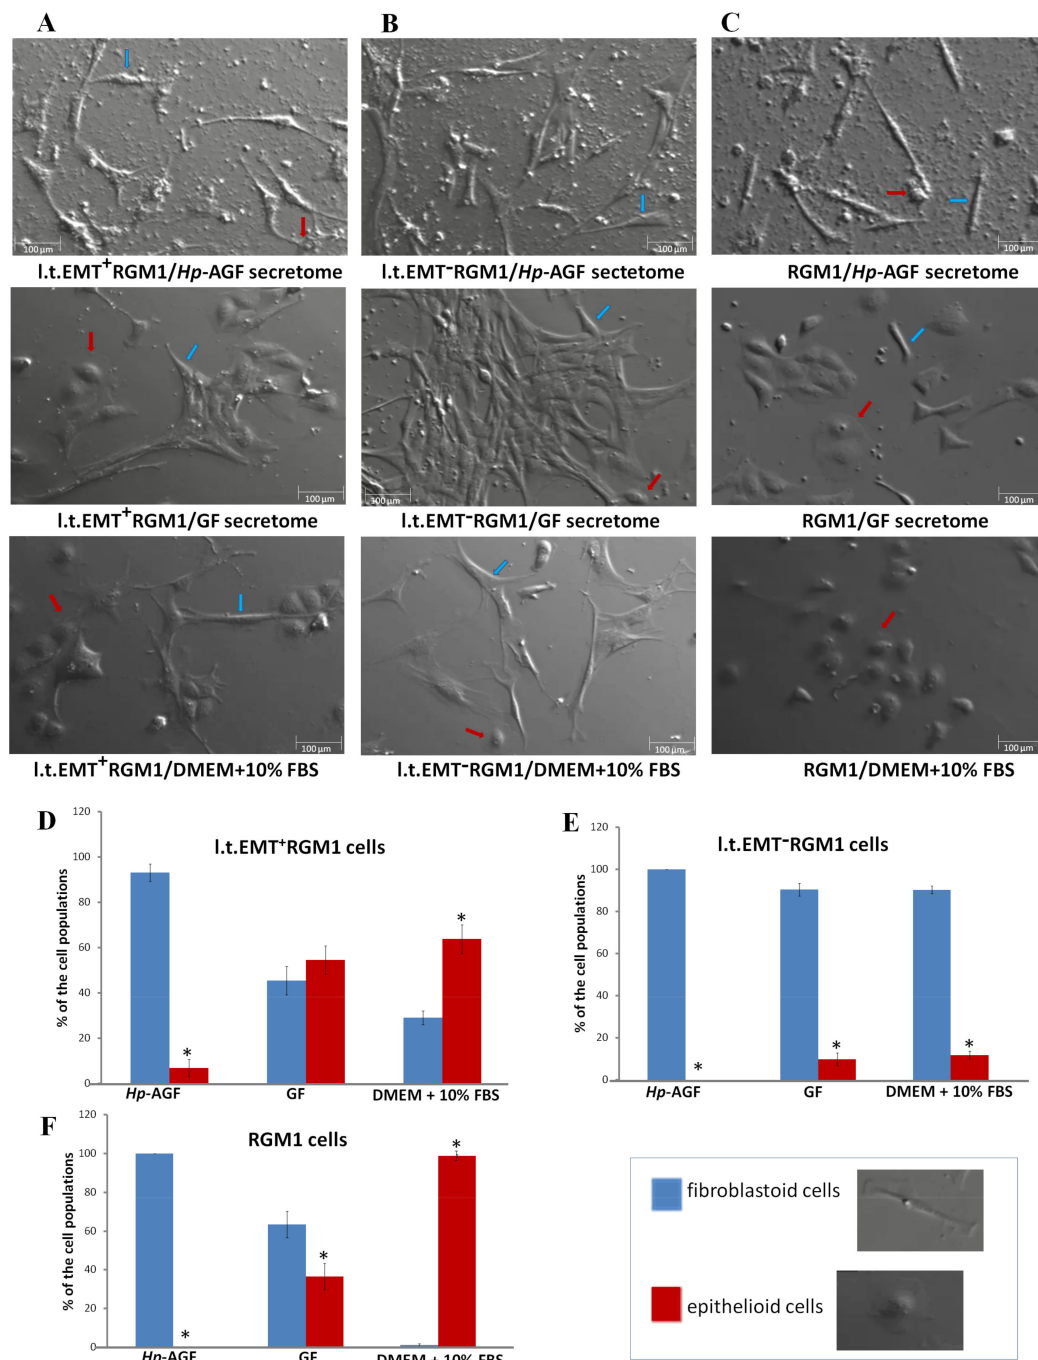 A
B
C
100 µm
100 µm
100 µm
l.t.EMT⁺RGM1/Hp-AGF secretome
l.t.EMT⁻RGM1/Hp-AGF sectetome
RGM1/Hp-AGF secretome
100 µm
100 µm
100 µm
l.t.EMT⁺RGM1/GF secretome
l.t.EMT⁻RGM1/GF secretome
RGM1/GF secretome
100 µm
100 µm
100 µm
l.t.EMT⁺RGM1/DMEM+10% FBS
l.t.EMT⁻RGM1/DMEM+10% FBS
RGM1/DMEM+10% FBS
D
l.t.EMT⁺RGM1 cells
% of the cell populations
120
100
80
60
40
20
0
*
*
Hp-AGF
GF
DMEM + 10% FBS
E
l.t.EMT⁻RGM1 cells
% of the cell populations
120
100
80
60
40
20
0
*
*
*
Hp-AGF
GF
DMEM + 10% FBS
F
RGM1 cells
% of the cell populations
120
100
80
60
40
20
0
*
*
*
Hp-AGF
GF
DMEM + 10% FBS
fibroblastoid cells
epithelioid cells